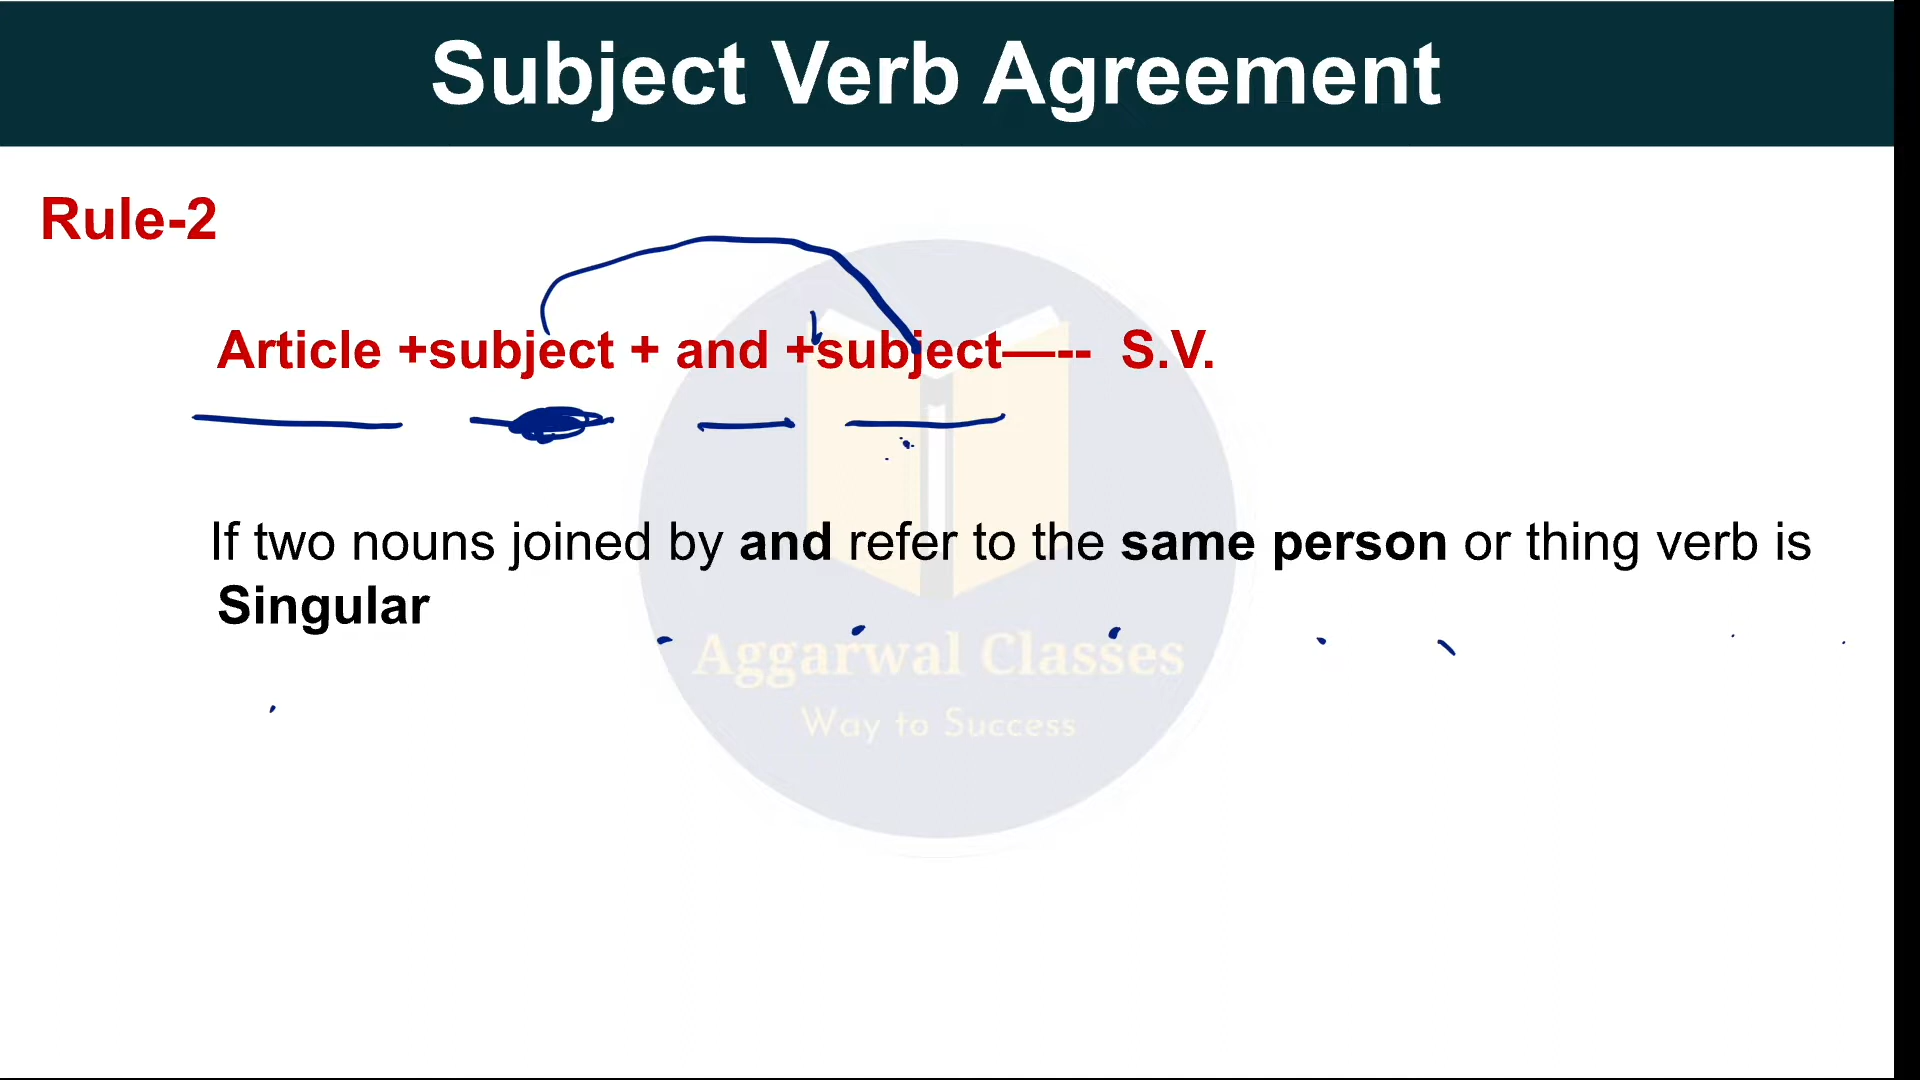 Subject Verb Agreement
Rule-2
Article +subject + and +subject—-- S.V.
If two nouns joined by and refer to the same person or thing verb is
Singular
Aggarwal Classes
Way to Success